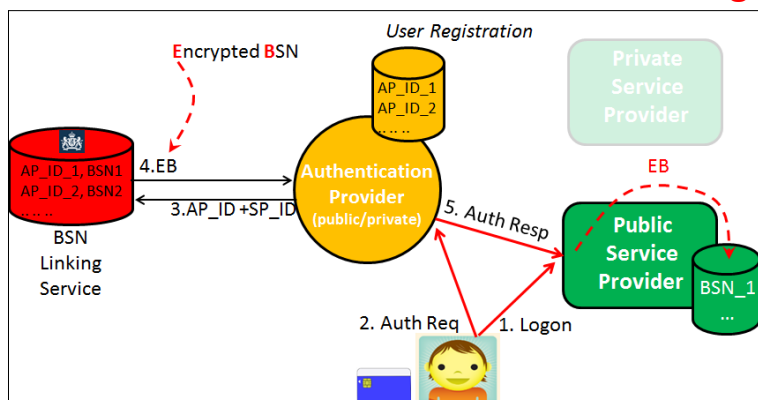 User Registration
Encrypted BSN
AP_ID_1
AP_ID_2
.. .. ..
Private
Service
Provider
AP_ID_1, BSN1
AP_ID_2, BSN2
.. .. ..
4.EB
3.AP_ID +SP_ID
BSN
Linking
Service
Authentication
Provider
(public/private)
EB
5. Auth Resp
Public
Service
Provider
BSN_1
...
2. Auth Req
1. Logon